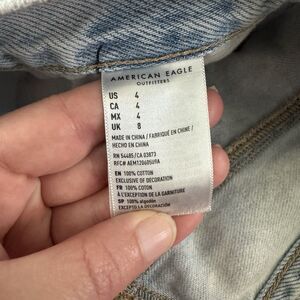 AMERICAN EAGLE
OUTFITTERS
US 4
CA 4
MX 4
UK 8
MADE IN CHINA / FABRIQUÉ EN CHINE /
HECHO EN CHINA
RN 54485/CA 03873
EN 100% COTTON
EXCLUSIVE OF DECORATION
FR 100% COTON
À L'EXCEPTION DE LA GARNITURE
SP 100% algodón
EXCEPTO LA DECORACIÓN